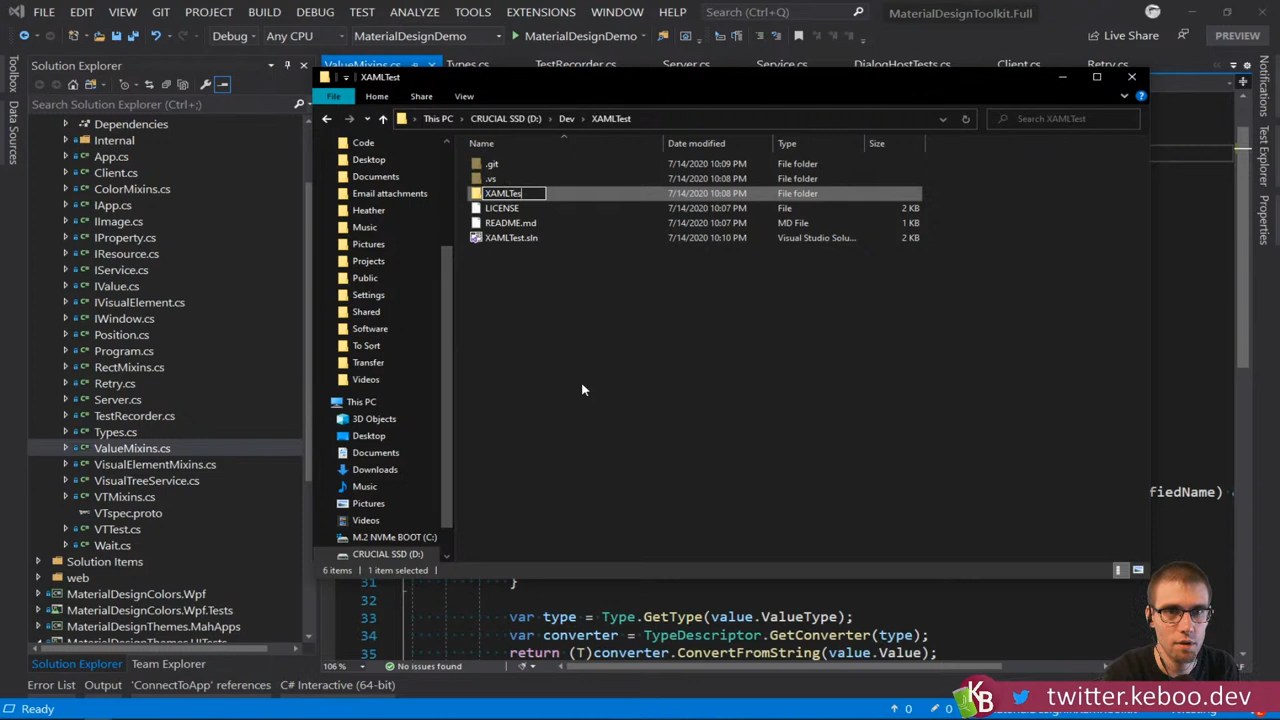 FILE EDIT VIEW GIT PROJECT BUILD DEBUG TEST ANALYZE TOOLS EXTENSIONS WINDOW HELP Search (Ctrl+Q) MaterialDesignToolkit.Full
Debug Any CPU MaterialDesignDemo MaterialDesignDemo Live Share PREVIEW
Toolbox
Data Sources
Solution Explorer
Search Solution Explorer (Ctrl+;)
Dependencies
Internal
App.cs
Client.cs
ColorMixins.cs
IApp.cs
IImage.cs
IProperty.cs
IResource.cs
IService.cs
IValue.cs
IVisualElement.cs
IWindow.cs
Position.cs
Program.cs
RectMixins.cs
Retry.cs
Server.cs
TestRecorder.cs
Types.cs
ValueMixins.cs
VisualElementMixins.cs
VisualTreeService.cs
VTMixins.cs
VTspec.proto
VTTest.cs
Wait.cs
Solution Items
web
MaterialDesignColors.Wpf
MaterialDesignColors.Wpf.Tests
MaterialDesignThemes.MahApps
MaterialDesignThemes.UITests
Solution Explorer Team Explorer
ValueMixins.cs Types.cs TestRecorder.cs Server.cs DialogHostTests.cs Client.cs
XAMLTest
File Home Share View
This PC CRUCIAL SSD (D:) Dev XAMLTest Search XAMLTest
Code
Desktop
Documents
Email attachments
Heather
Music
Pictures
Projects
Public
Settings
Shared
Software
To Sort
Transfer
Videos
This PC
3D Objects
Desktop
Documents
Downloads
Music
Pictures
Videos
M.2 NVMe BOOT (C:)
CRUCIAL SSD (D:)
Name Date modified Type Size
.git 7/14/2020 10:09 PM File folder
.vs 7/14/2020 10:08 PM File folder
XAMLTes 7/14/2020 10:08 PM File folder
LICENSE 7/14/2020 10:07 PM File 2 KB
README.md 7/14/2020 10:07 PM MD File 1 KB
XAMLTest.sln 7/14/2020 10:10 PM Visual Studio Solu... 2 KB
6 items 1 item selected
Notifications
Test Explorer
Properties
fiedName)
31 }
32
33 var type = Type.GetType(value.ValueType);
34 var converter = TypeDescriptor.GetConverter(type);
35 return (T)converter.ConvertFromString(value.Value);
106 % No issues found
Error List Output 'ConnectToApp' references C# Interactive (64-bit)
Ready 0 0
KB twitter.keboo.dev